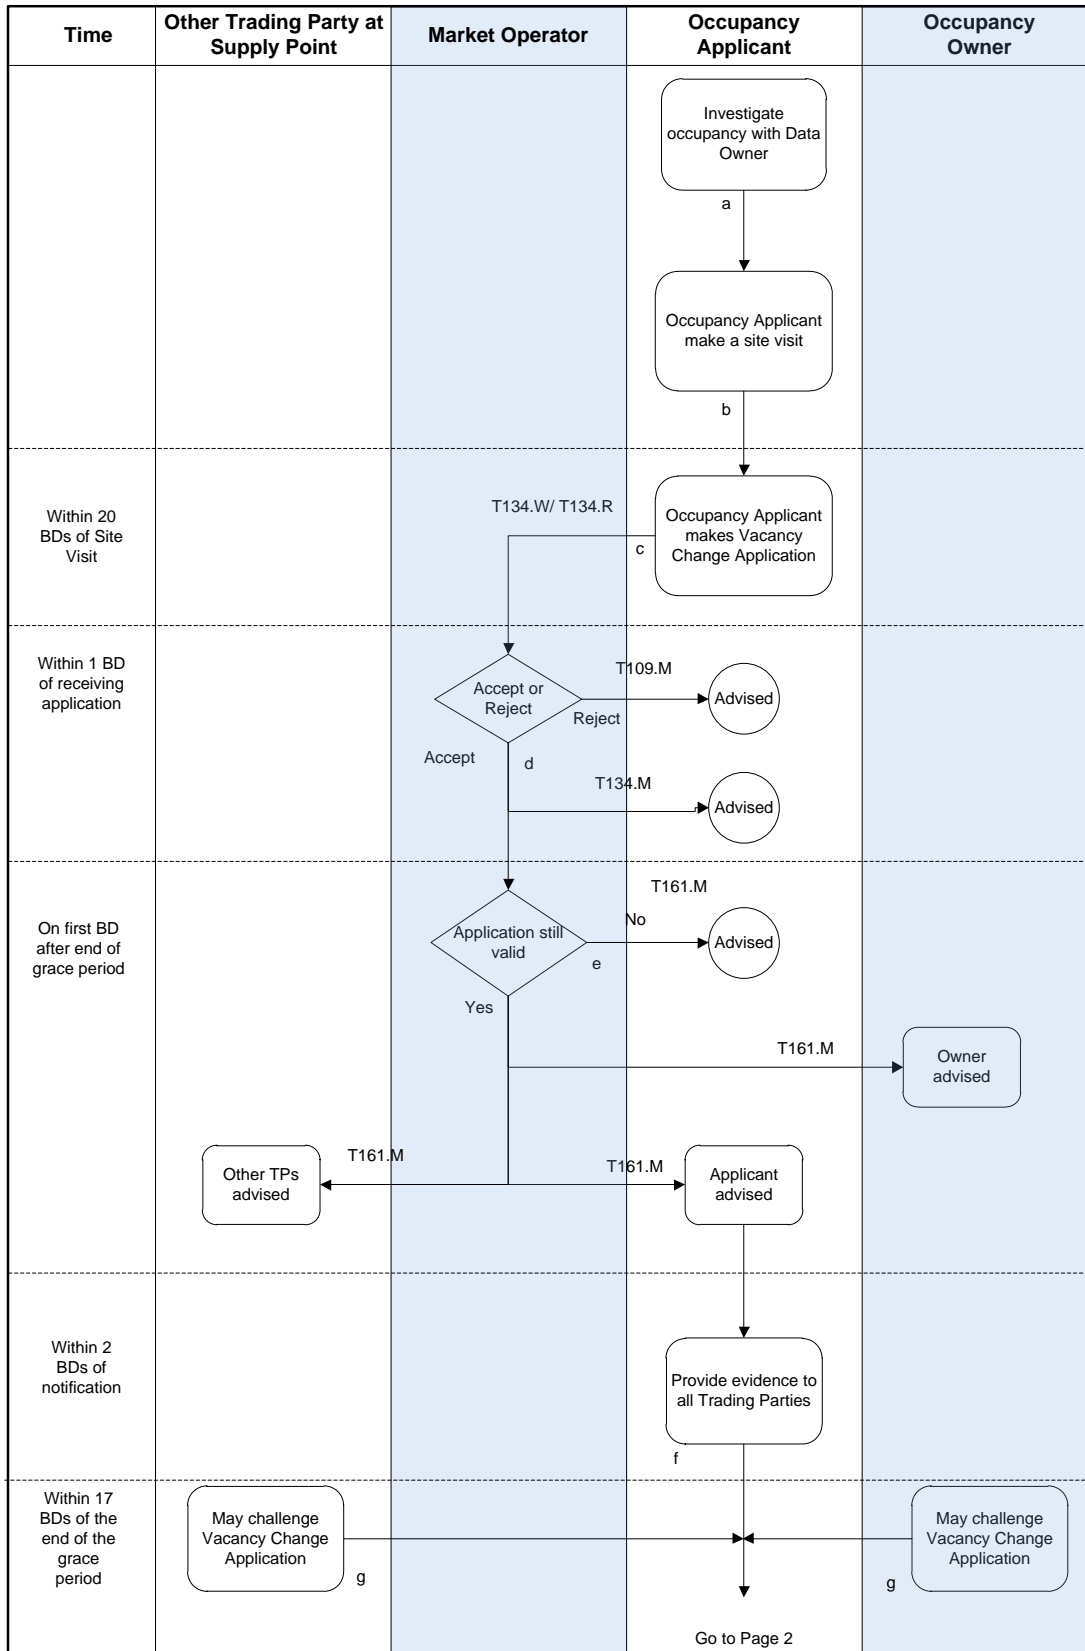 Time
Other Trading Party at
Supply Point
Market Operator
Occupancy
Applicant
Occupancy
Owner
Investigate
occupancy with Data
Owner
a
Occupancy Applicant
make a site visit
b
Within 20
BDs of Site
Visit
T134.W/ T134.R
c
Occupancy Applicant
makes Vacancy
Change Application
Within 1 BD
of receiving
application
Accept or
Reject
T109.M
Reject
Advised
Accept
d
T134.M
Advised
On first BD
after end of
grace period
Application still
valid
T161.M
No
e
Advised
Yes
T161.M
Owner
advised
Other TPs
advised
T161.M
T161.M
Applicant
advised
Within 2
BDs of
notification
Provide evidence to
all Trading Parties
f
Within 17
BDs of the
end of the
grace
period
May challenge
Vacancy Change
Application
g
May challenge
Vacancy Change
Application
g
Go to Page 2